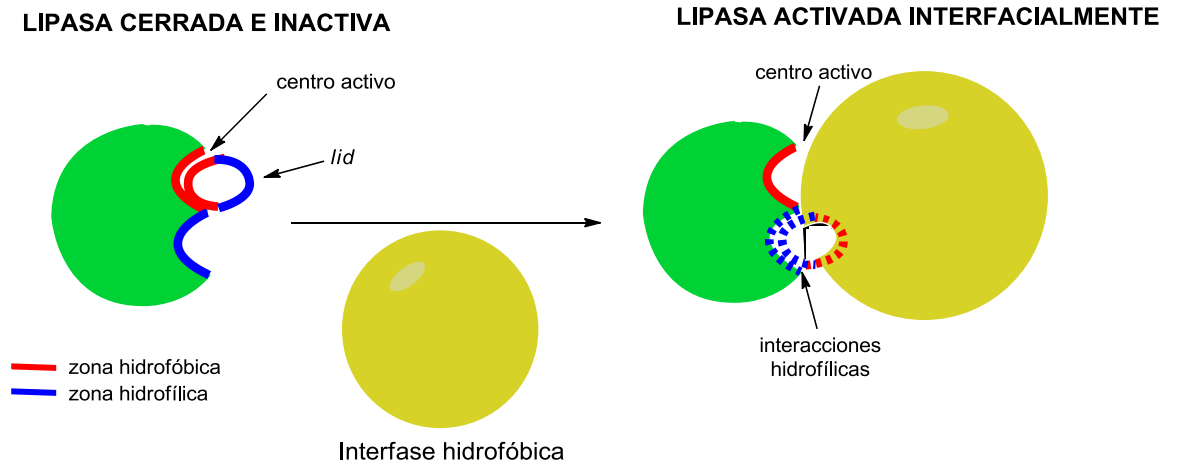 LIPASA CERRADA E INACTIVA
centro activo
lid
zona hidrofóbica
zona hidrofílica
Interfase hidrofóbica
LIPASA ACTIVADA INTERFACIALMENTE
centro activo
interacciones
hidrofílicas